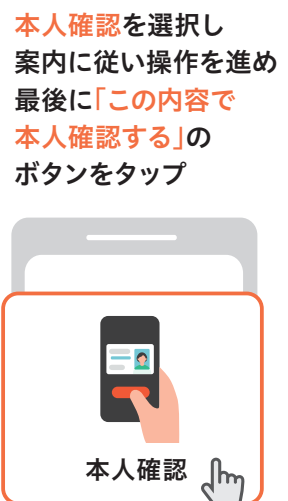 本人確認を選択し
案内に従い操作を進め
最後に「この内容で
本人確認する」の
ボタンをタップ
本人確認